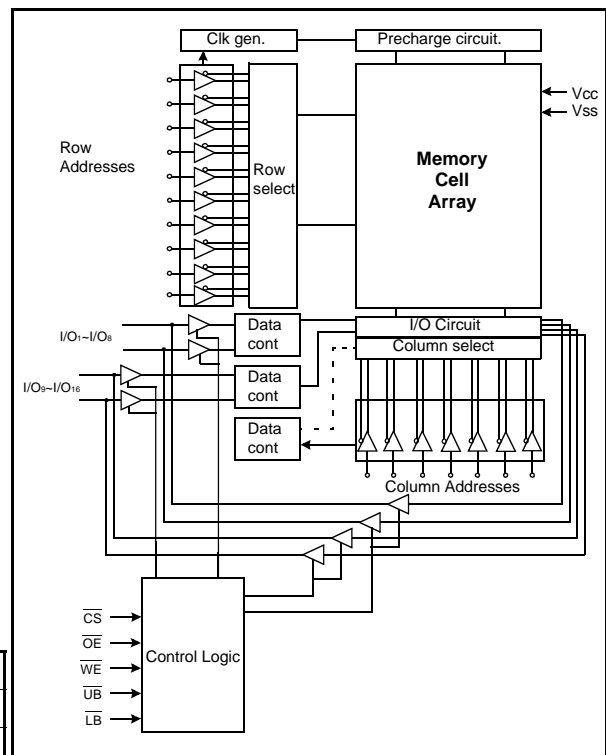 Clk gen.
Precharge circuit.
Vcc
Vss
Row
Addresses
Row
select
Memory
Cell
Array
I/O1~I/O8
Data
cont
I/O Circuit
Column select
I/O9~I/O16
Data
cont
Data
cont
Column Addresses
CS
OE
WE
UB
LB
Control Logic